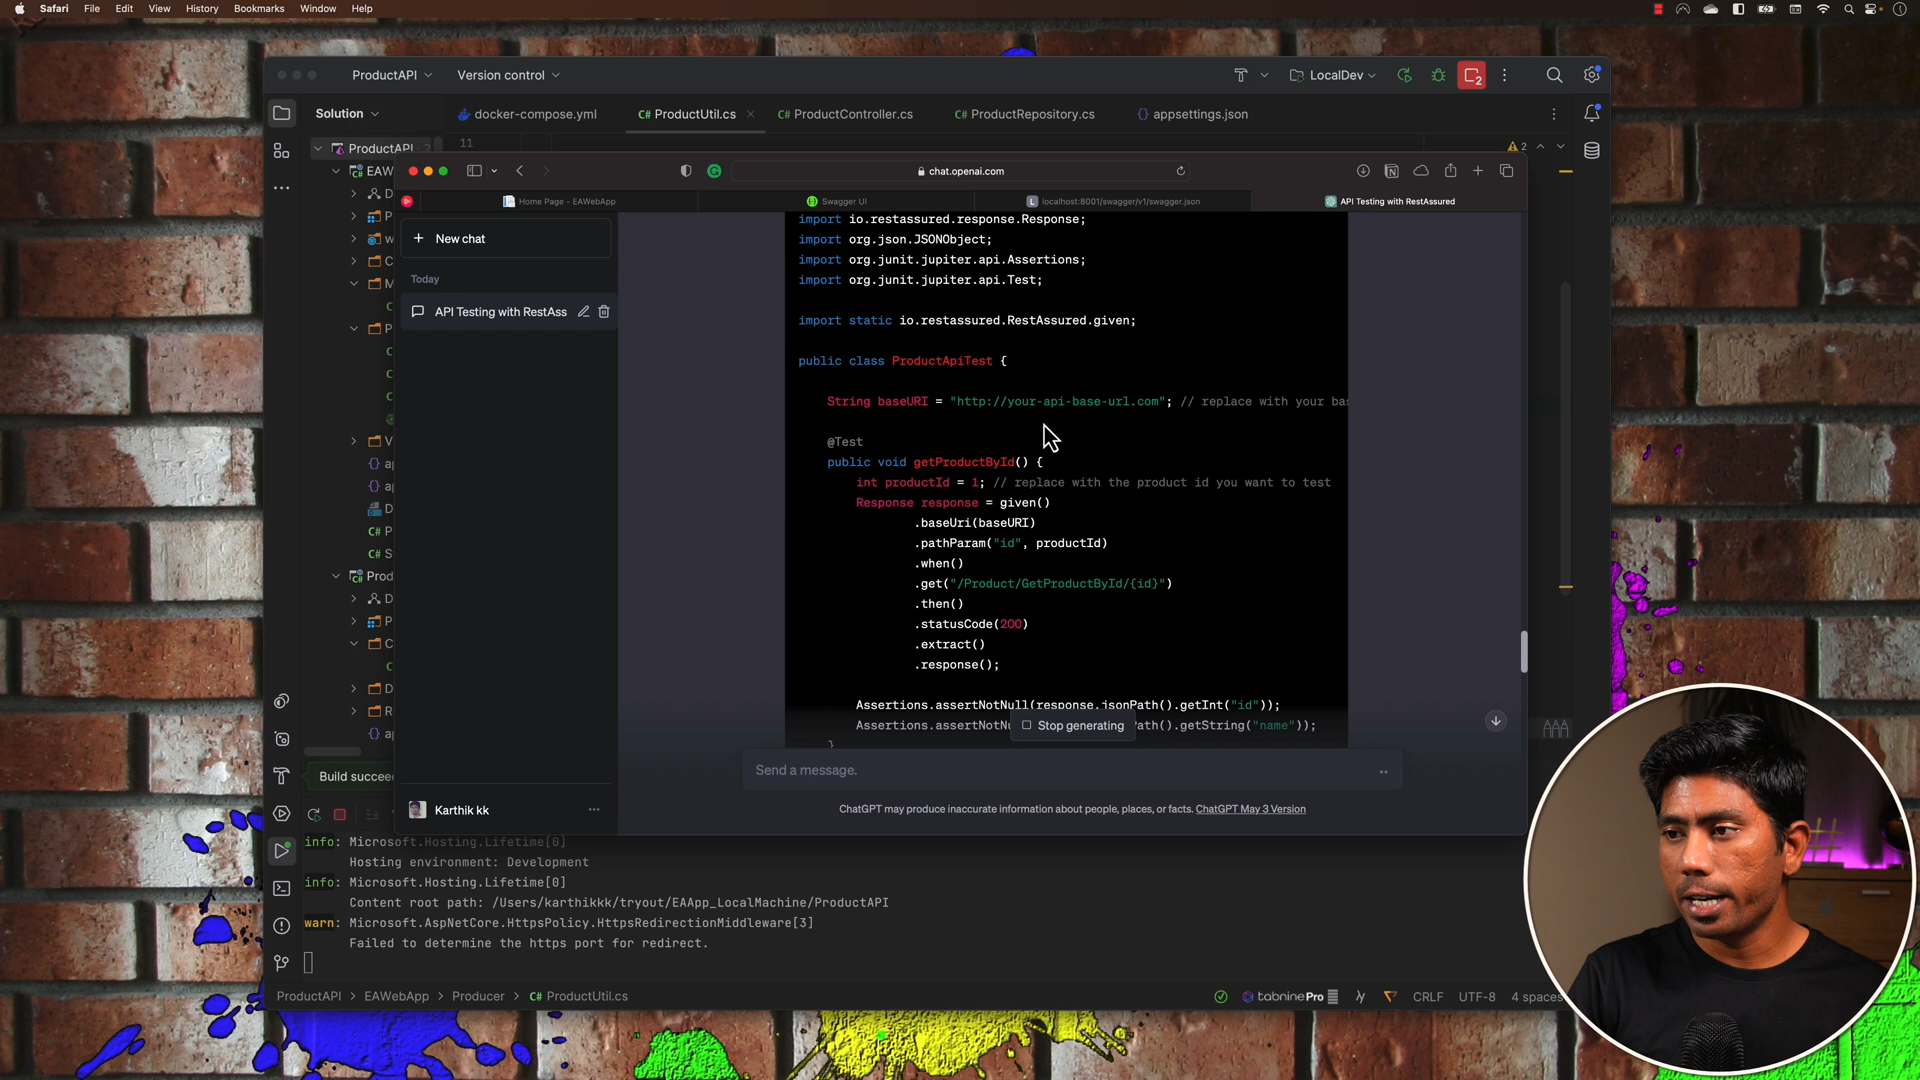 Safari File Edit View History Bookmarks Window Help
ProductAPI Version control LocalDev 2
Solution docker-compose.yml C# ProductUtil.cs C# ProductController.cs C# ProductRepository.cs {} appsettings.json
ProductAPI 11 2
EAW chat.openai.com
Home Page - EAWebApp Swagger UI localhost:8001/swagger/v1/swagger.json API Testing with RestAssured
New chat
Today
API Testing with RestAss
Karthik kk
import io.restassured.response.Response;
import org.json.JSONObject;
import org.junit.jupiter.api.Assertions;
import org.junit.jupiter.api.Test;
import static io.restassured.RestAssured.given;
public class ProductApiTest {
String baseURI = "http://your-api-base-url.com"; // replace with your bas
@Test
public void getProductById() {
int productId = 1; // replace with the product id you want to test
Response response = given()
.baseUri(baseURI)
.pathParam("id", productId)
.when()
.get("/Product/GetProductById/{id}")
.then()
.statusCode(200)
.extract()
.response();
Assertions.assertNotNull(response.jsonPath().getInt("id"));
Assertions.assertNotNu Path().getString("name"));
}
Stop generating
Send a message.
ChatGPT may produce inaccurate information about people, places, or facts. ChatGPT May 3 Version
Build succee
info: Microsoft.Hosting.Lifetime[0]
Hosting environment: Development
info: Microsoft.Hosting.Lifetime[0]
Content root path: /Users/karthikkk/tryout/EAApp_LocalMachine/ProductAPI
warn: Microsoft.AspNetCore.HttpsPolicy.HttpsRedirectionMiddleware[3]
Failed to determine the https port for redirect.
ProductAPI > EAWebApp > Producer > C# ProductUtil.cs tabninePro CRLF UTF-8 4 spaces